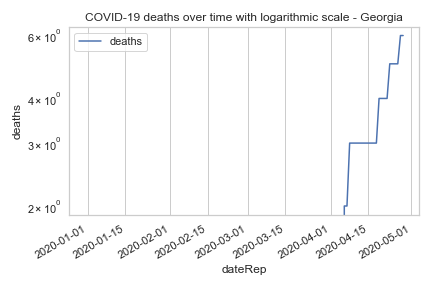 COVID-19 deaths over time with logarithmic scale - Georgia
deaths
6 × 10⁰
4 × 10⁰
3 × 10⁰
2 × 10⁰
deaths
2020-01-01
2020-01-15
2020-02-01
2020-02-15
2020-03-01
2020-03-15
2020-04-01
2020-04-15
2020-05-01
dateRep